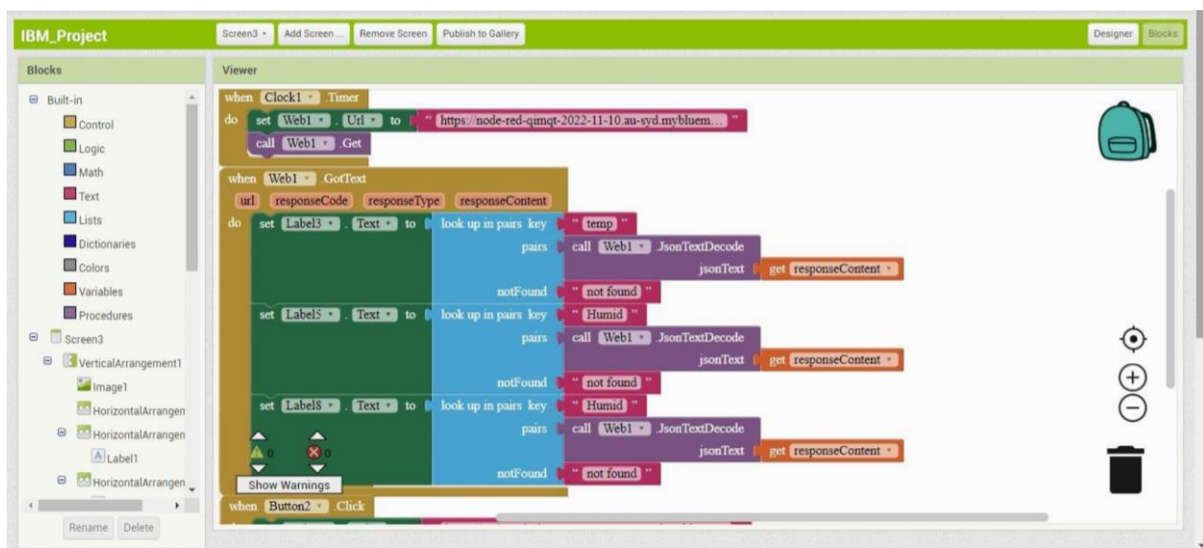 IBM_Project Screen3 Add Screen ... Remove Screen Publish to Gallery Designer Blocks
Blocks
Built-in
Control
Logic
Math
Text
Lists
Dictionaries
Colors
Variables
Procedures
Screen3
VerticalArrangement1
Image1
HorizontalArrangen
HorizontalArrangen
Label1
HorizontalArrangen
Rename Delete
Viewer
when Clock1 .Timer
do set Web1 . Url to " https://node-red-qimqt-2022-11-10.au-syd.mybluem... "
call Web1 .Get
when Web1 .GotText
url responseCode responseType responseContent
do set Label3 . Text to look up in pairs key " temp "
pairs call Web1 .JsonTextDecode
jsonText get responseContent
notFound " not found "
set Label5 . Text to look up in pairs key " Humid "
pairs call Web1 .JsonTextDecode
jsonText get responseContent
notFound " not found "
set Label8 . Text to look up in pairs key " Humid "
pairs call Web1 .JsonTextDecode
jsonText get responseContent
notFound " not found "
0 0
Show Warnings
when Button2 .Click